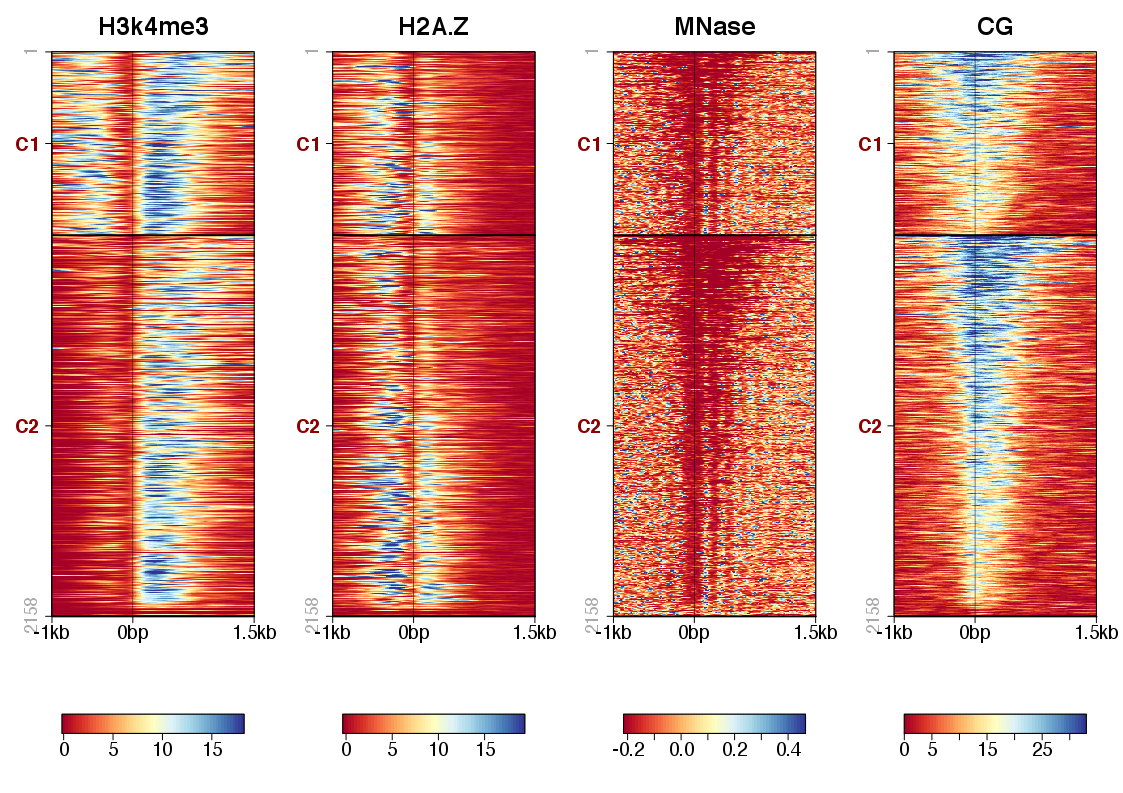 H3k4me3 H2A.Z MNase CG
1 1 1 1
C1 C1 C1 C1
C2 C2 C2 C2
2158 2158 2158 2158
-1kb 0bp 1.5kb -1kb 0bp 1.5kb -1kb 0bp 1.5kb -1kb 0bp 1.5kb
0 5 10 15 0 5 10 15 -0.2 0.0 0.2 0.4 0 5 15 25